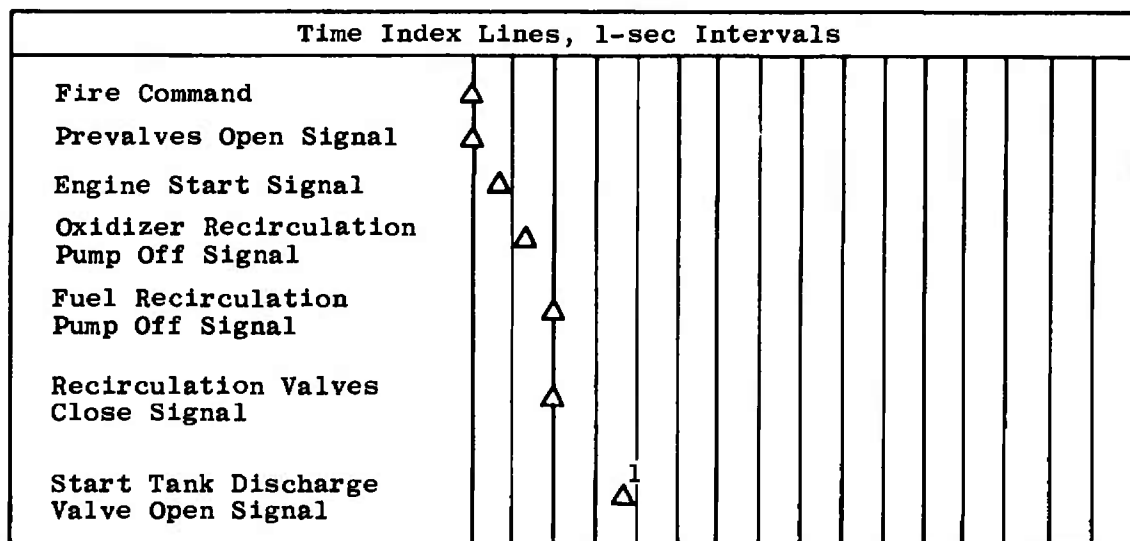 Time Index Lines, 1-sec Intervals
Fire Command
Prevalves Open Signal
Engine Start Signal
Oxidizer Recirculation
Pump Off Signal
Fuel Recirculation
Pump Off Signal
Recirculation Valves
Close Signal
1
Start Tank Discharge
Valve Open Signal